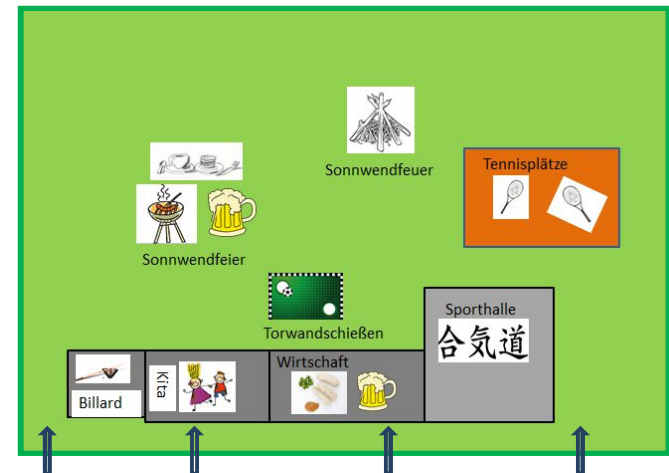 Sonnwendfeuer
Tennisplätze
Sonnwendfeier
Torwandschießen
Sporthalle
合気道
Wirtschaft
Kita
Billard